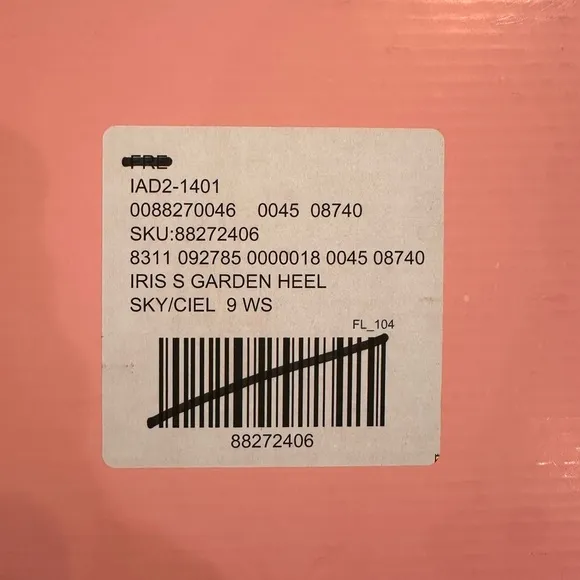 FRE
IAD2-1401
0088270046 0045 08740
SKU:88272406
8311 092785 0000018 0045 08740
IRIS S GARDEN HEEL
SKY/CIEL 9 WS
FL_104
88272406